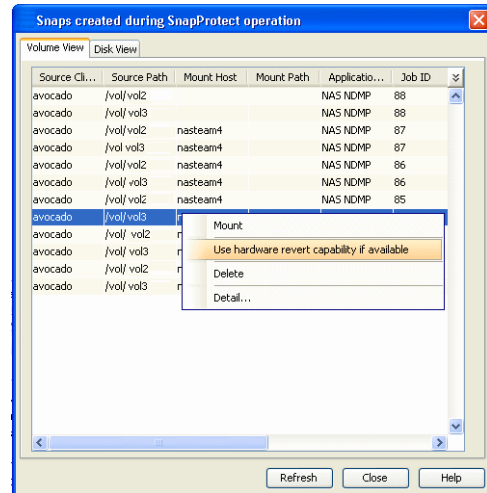 Snaps created during SnapProtect operation
Volume View Disk View
Source Cli... Source Path Mount Host Mount Path Applicatio... Job ID
avocado /vol/vol2 NAS NDMP 88
avocado /vol/ vol3 NAS NDMP 88
avocado /vol/vol2 nasteam4 NAS NDMP 87
avocado /vol vol3 nasteam4 NAS NDMP 87
avocado /vol/vol2 nasteam4 NAS NDMP 86
avocado /vol/vol3 nasteam4 NAS NDMP 86
avocado /vol/vol2 nasteam4 NAS NDMP 85
avocado /vol/vol3
avocado /vol/ vol2
avocado /vol/ vol3
avocado /vol/ vol2
avocado /vol/ vol3
Mount
Use hardware revert capability if available
Delete
Detail...
Refresh Close Help